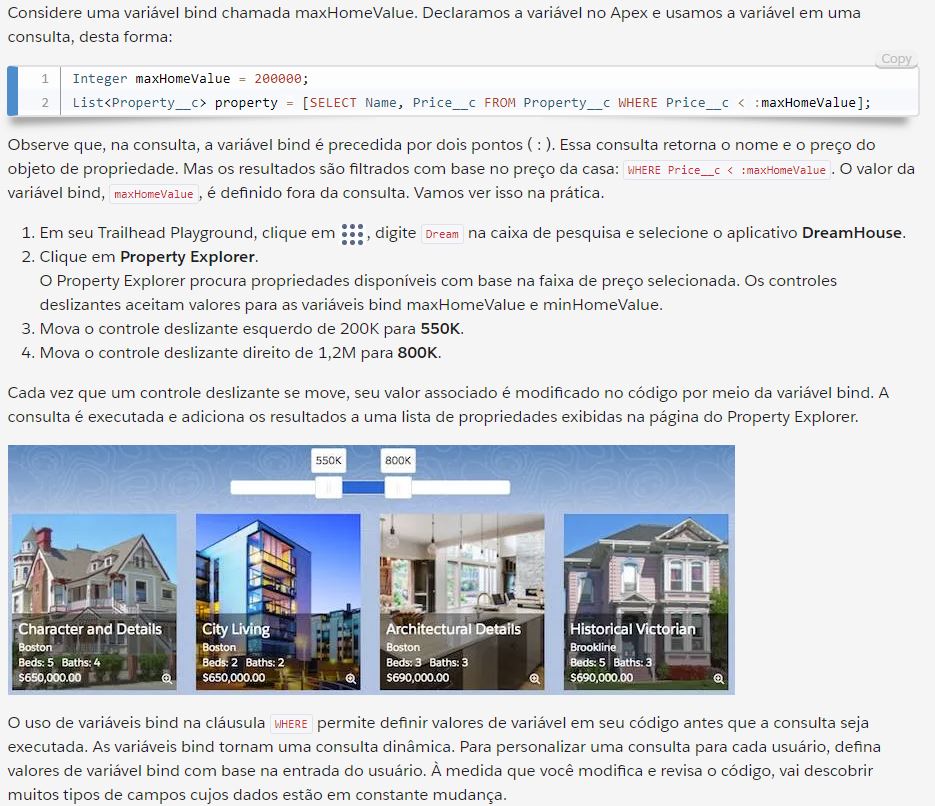 Considere uma variável bind chamada maxHomeValue. Declaramos a variável no Apex e usamos a variável em uma
consulta, desta forma:
Copy
1 Integer maxHomeValue = 200000;
2 List<Property__c> property = [SELECT Name, Price__c FROM Property__c WHERE Price__c < :maxHomeValue];
Observe que, na consulta, a variável bind é precedida por dois pontos ( : ). Essa consulta retorna o nome e o preço do
objeto de propriedade. Mas os resultados são filtrados com base no preço da casa: WHERE Price__c < :maxHomeValue . O valor da
variável bind, maxHomeValue , é definido fora da consulta. Vamos ver isso na prática.
1. Em seu Trailhead Playground, clique em , digite Dream na caixa de pesquisa e selecione o aplicativo DreamHouse.
2. Clique em Property Explorer.
O Property Explorer procura propriedades disponíveis com base na faixa de preço selecionada. Os controles
deslizantes aceitam valores para as variáveis bind maxHomeValue e minHomeValue.
3. Mova o controle deslizante esquerdo de 200K para 550K.
4. Mova o controle deslizante direito de 1,2M para 800K.
Cada vez que um controle deslizante se move, seu valor associado é modificado no código por meio da variável bind. A
consulta é executada e adiciona os resultados a uma lista de propriedades exibidas na página do Property Explorer.
550K 800K
Character and Details
Boston
Beds: 5 Baths: 4
$650,000.00
City Living
Boston
Beds: 2 Baths: 2
$650,000.00
Architectural Details
Boston
Beds: 3 Baths: 3
$690,000.00
Historical Victorian
Brookline
Beds: 5 Baths: 3
$690,000.00
O uso de variáveis bind na cláusula WHERE permite definir valores de variável em seu código antes que a consulta seja
executada. As variáveis bind tornam uma consulta dinâmica. Para personalizar uma consulta para cada usuário, defina
valores de variável bind com base na entrada do usuário. À medida que você modifica e revisa o código, vai descobrir
muitos tipos de campos cujos dados estão em constante mudança.